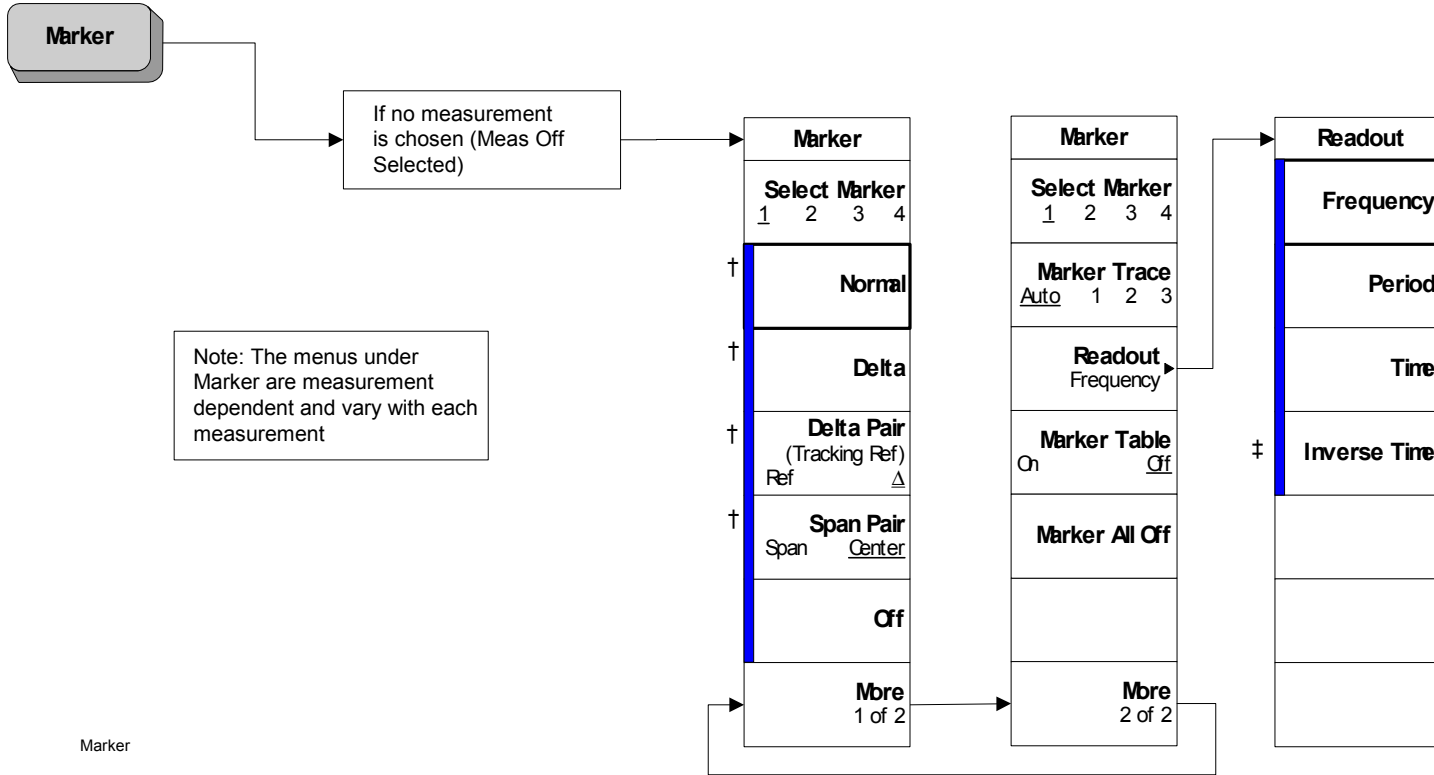 Marker
If no measurement
is chosen (Meas Off
Selected)
Note: The menus under
Marker are measurement
dependent and vary with each
measurement
Marker
Select Marker
1 2 3 4
†
Normal
†
Delta
†
Delta Pair
(Tracking Ref)
Ref Δ
†
Span Pair
Span Center
Off
More
1 of 2
Marker
Select Marker
1 2 3 4
Marker Trace
Auto 1 2 3
Readout
Frequency
Marker Table
On Off
Marker All Off
More
2 of 2
Readout
Frequency
Period
Time
‡
Inverse Time
Marker